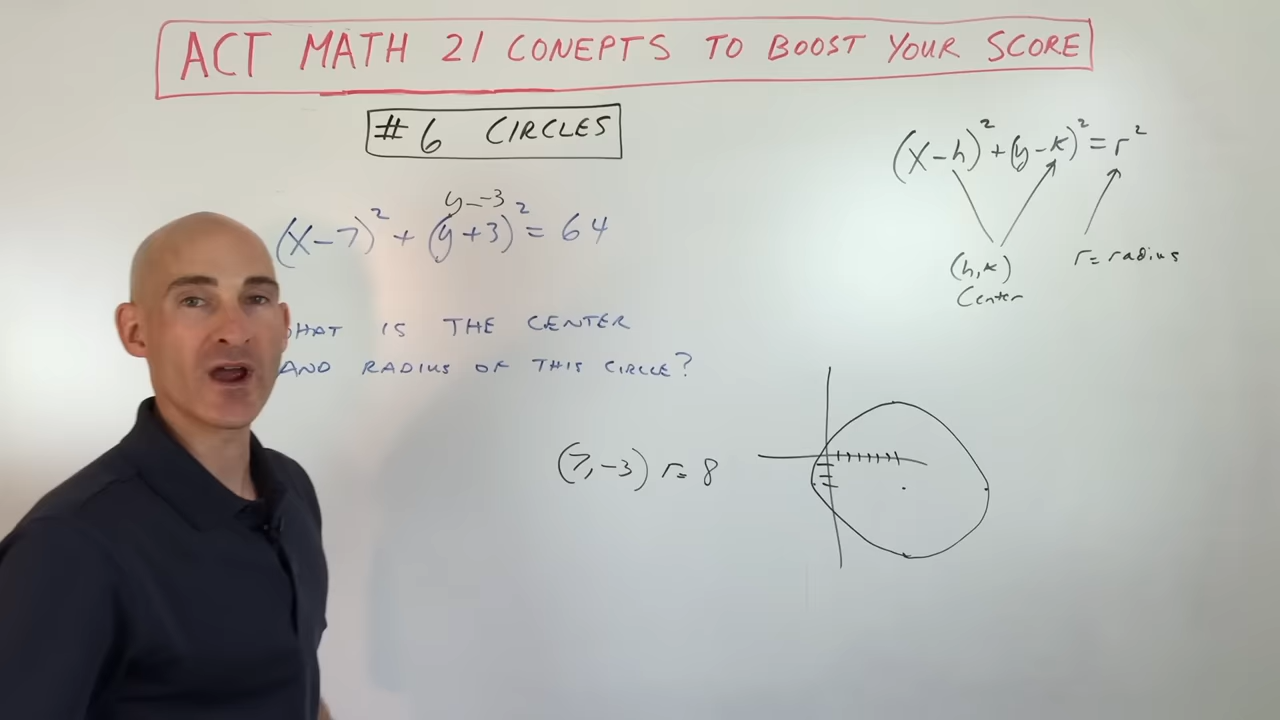 ACT MATH 21 CONEPTS TO BOOST YOUR SCORE
#6 CIRCLES
(x-h)²+(y-k)²=r²
y--3
(x-7)²+(y+3)²=64
(h,k)
Center
r=radius
HAT IS THE CENTER
AND RADIUS OF THIS CIRCLE?
(7,-3) r=8